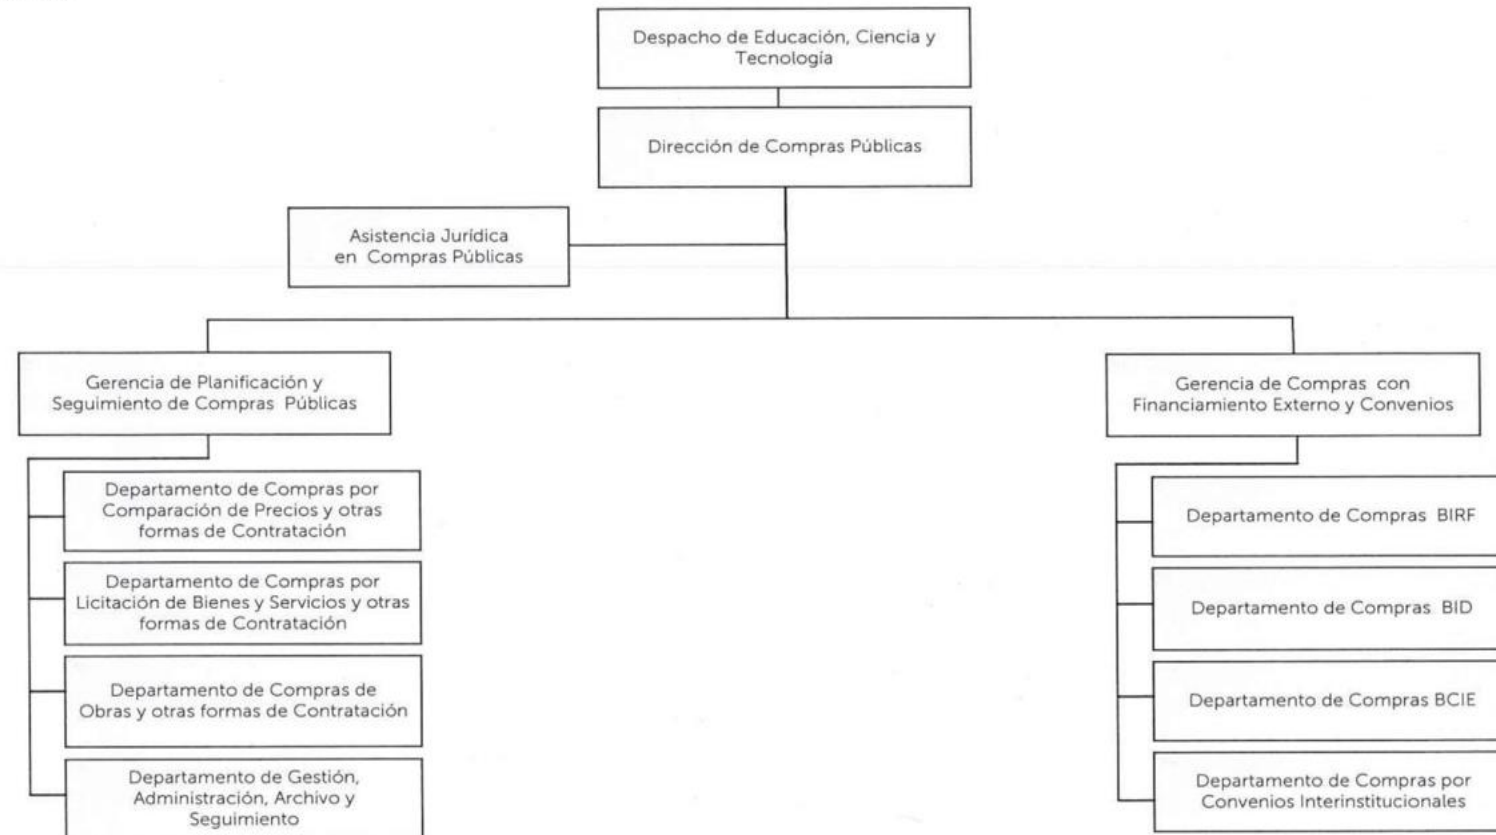 Despacho de Educación, Ciencia y
Tecnología
Dirección de Compras Públicas
Asistencia Jurídica
en Compras Públicas
Gerencia de Planificación y
Seguimiento de Compras Públicas
Departamento de Compras por
Comparación de Precios y otras
formas de Contratación
Departamento de Compras por
Licitación de Bienes y Servicios y otras
formas de Contratación
Departamento de Compras de
Obras y otras formas de Contratación
Departamento de Gestión,
Administración, Archivo y
Seguimiento
Gerencia de Compras con
Financiamiento Externo y Convenios
Departamento de Compras BIRF
Departamento de Compras BID
Departamento de Compras BCIE
Departamento de Compras por
Convenios Interinstitucionales